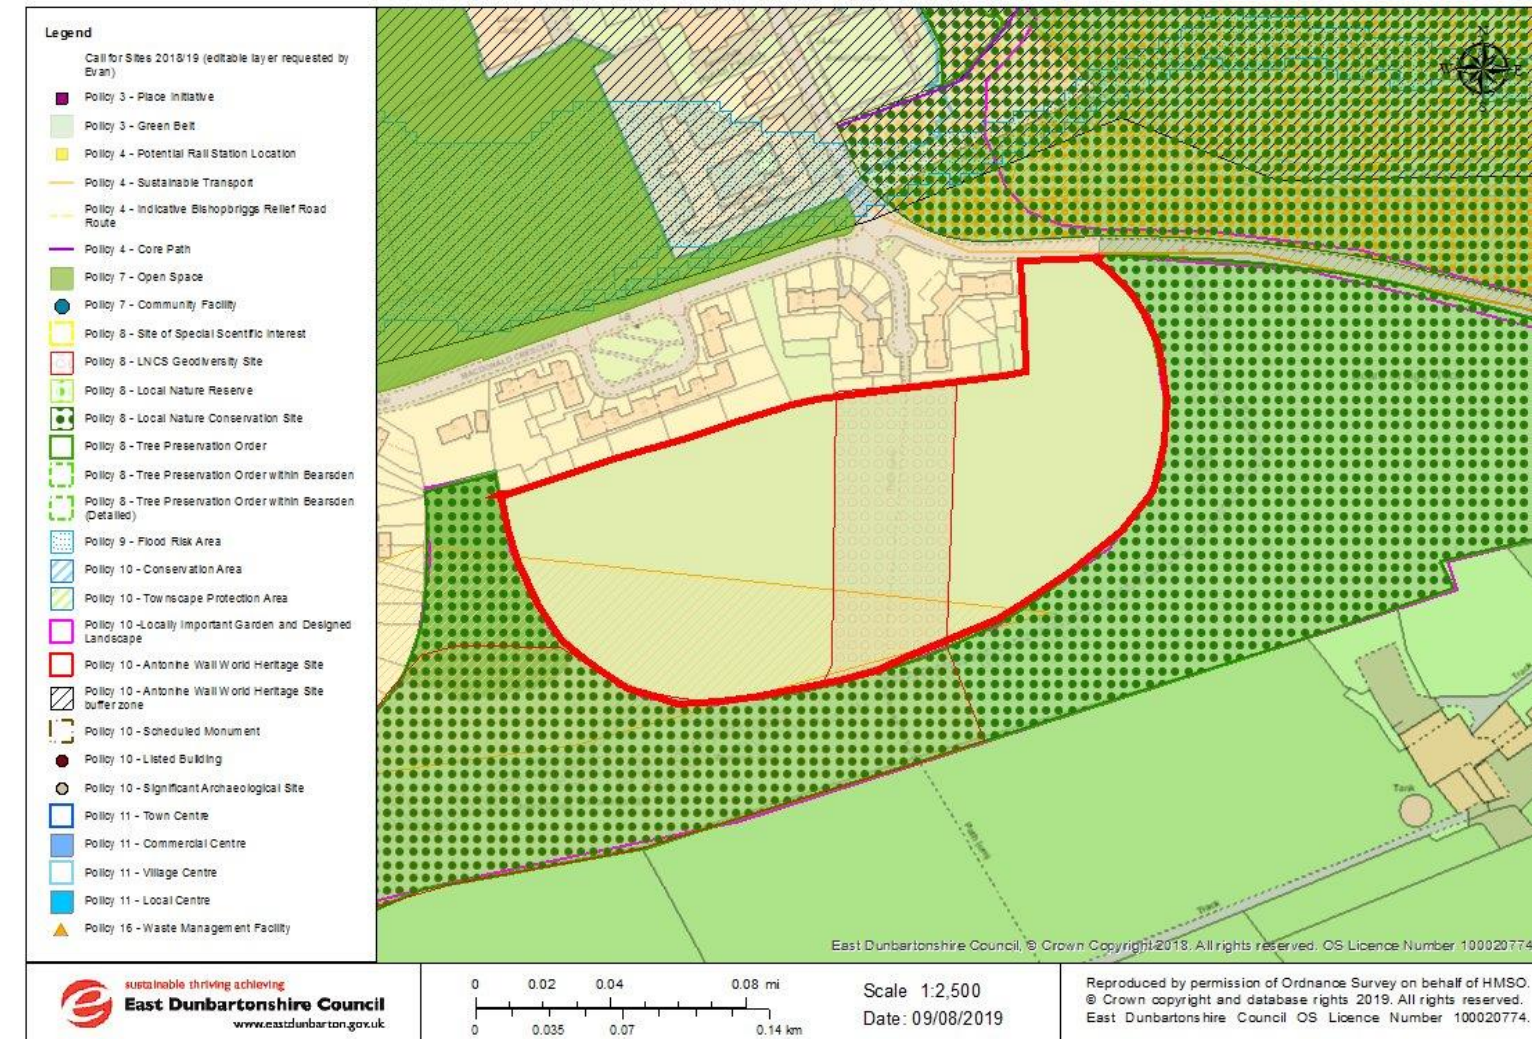 Legend
Call for Sites 2018/19 (editable layer requested by
Evan)
Policy 3 - Place Initiative
Policy 3 - Green Belt
Policy 4 - Potential Rail Station Location
Policy 4 - Sustainable Transport
Policy 4 - Indicative Bishopbriggs Relief Road
Route
Policy 4 - Core Path
Policy 7 - Open Space
Policy 7 - Community Facility
Policy 8 - Site of Special Scientific Interest
Policy 8 - LNCS Geodiversity Site
Policy 8 - Local Nature Reserve
Policy 8 - Local Nature Conservation Site
Policy 8 - Tree Preservation Order
Policy 8 - Tree Preservation Order within Bearsden
Policy 8 - Tree Preservation Order within Bearsden
(Detailed)
Policy 9 - Flood Risk Area
Policy 10 - Conservation Area
Policy 10 - Townscape Protection Area
Policy 10 -Locally Important Garden and Designed
Landscape
Policy 10 - Antonine Wall World Heritage Site
Policy 10 - Antonine Wall World Heritage Site
buffer zone
Policy 10 - Scheduled Monument
Policy 10 - Listed Building
Policy 10 - Significant Archaeological Site
Policy 11 - Town Centre
Policy 11 - Commercial Centre
Policy 11 - Village Centre
Policy 11 - Local Centre
Policy 16 - Waste Management Facility
N
W E
S
MACDONALD CRESCENT
Path (um)
Tank
Track
Track
East Dunbartonshire Council, © Crown Copyright 2018. All rights reserved. OS Licence Number 100020774
sustainable thriving achieving
East Dunbartonshire Council
www.eastdunbarton.gov.uk
0 0.02 0.04 0.08 mi
0 0.035 0.07 0.14 km
Scale 1:2,500
Date: 09/08/2019
Reproduced by permission of Ordnance Survey on behalf of HMSO.
© Crown copyright and database rights 2019. All rights reserved.
East Dunbartonshire Council OS Licence Number 100020774.